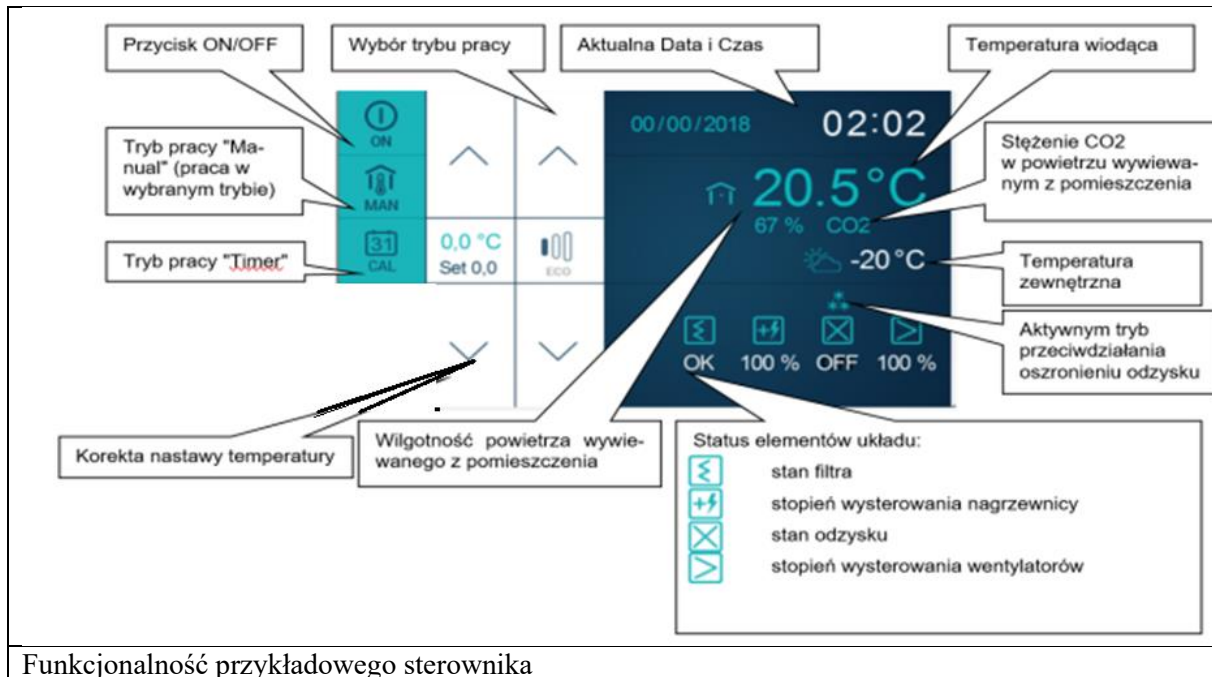 Przycisk ON/OFF
Wybór trybu pracy
Aktualna Data i Czas
Temperatura wiodąca
Tryb pracy "Ma-
nual" (praca w
wybranym trybie)
Tryb pracy "Timer"
ON
MAN
31
CAL
0,0 °C
Set 0,0
ECO
00/00/2018
02:02
20.5°C
67 % CO2
-20°C
OK 100 % OFF 100 %
Stężenie CO2
w powietrzu wywiewa-
nym z pomieszczenia
Temperatura
zewnętrzna
Aktywnym tryb
przeciwdziałania
oszronieniu odzysku
Korekta nastawy temperatury
Wilgotność powietrza wywie-
wanego z pomieszczenia
Status elementów układu:
stan filtra
stopień wysterowania nagrzewnicy
stan odzysku
stopień wysterowania wentylatorów
Funkcjonalność przykładowego sterownika